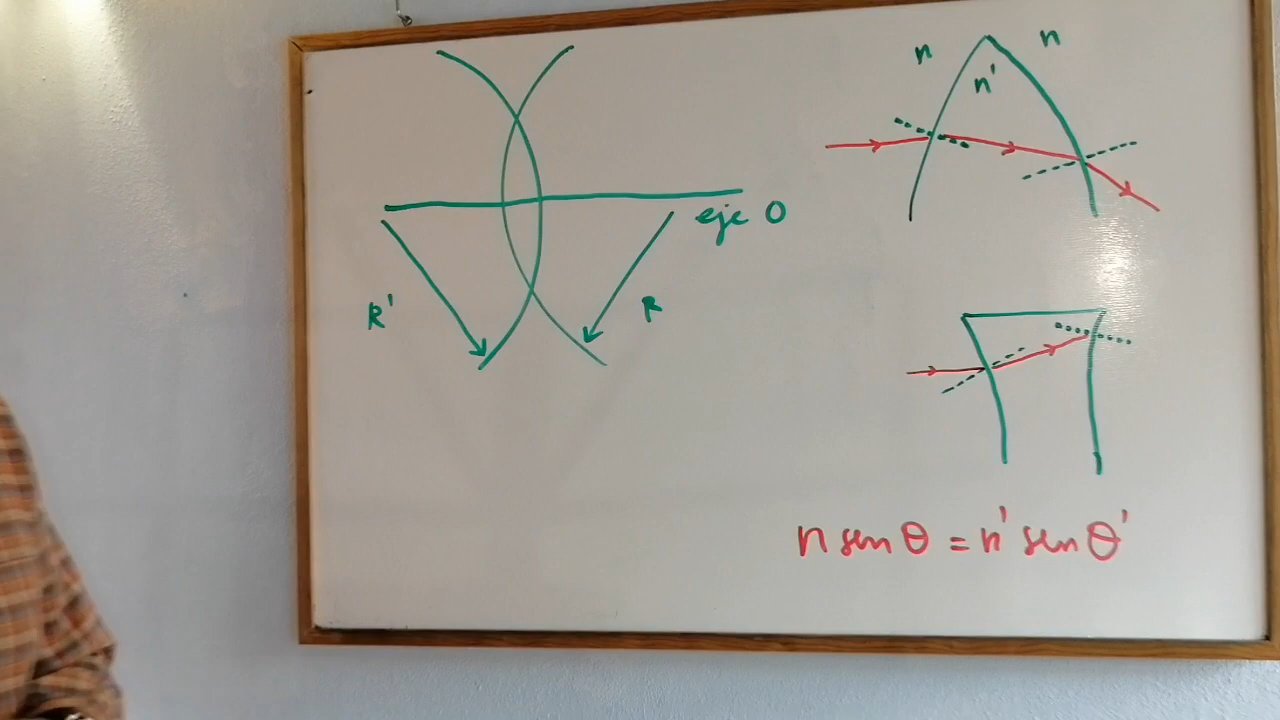 eje O
R'
R
n
n
n'
n sen θ = n' sen θ'